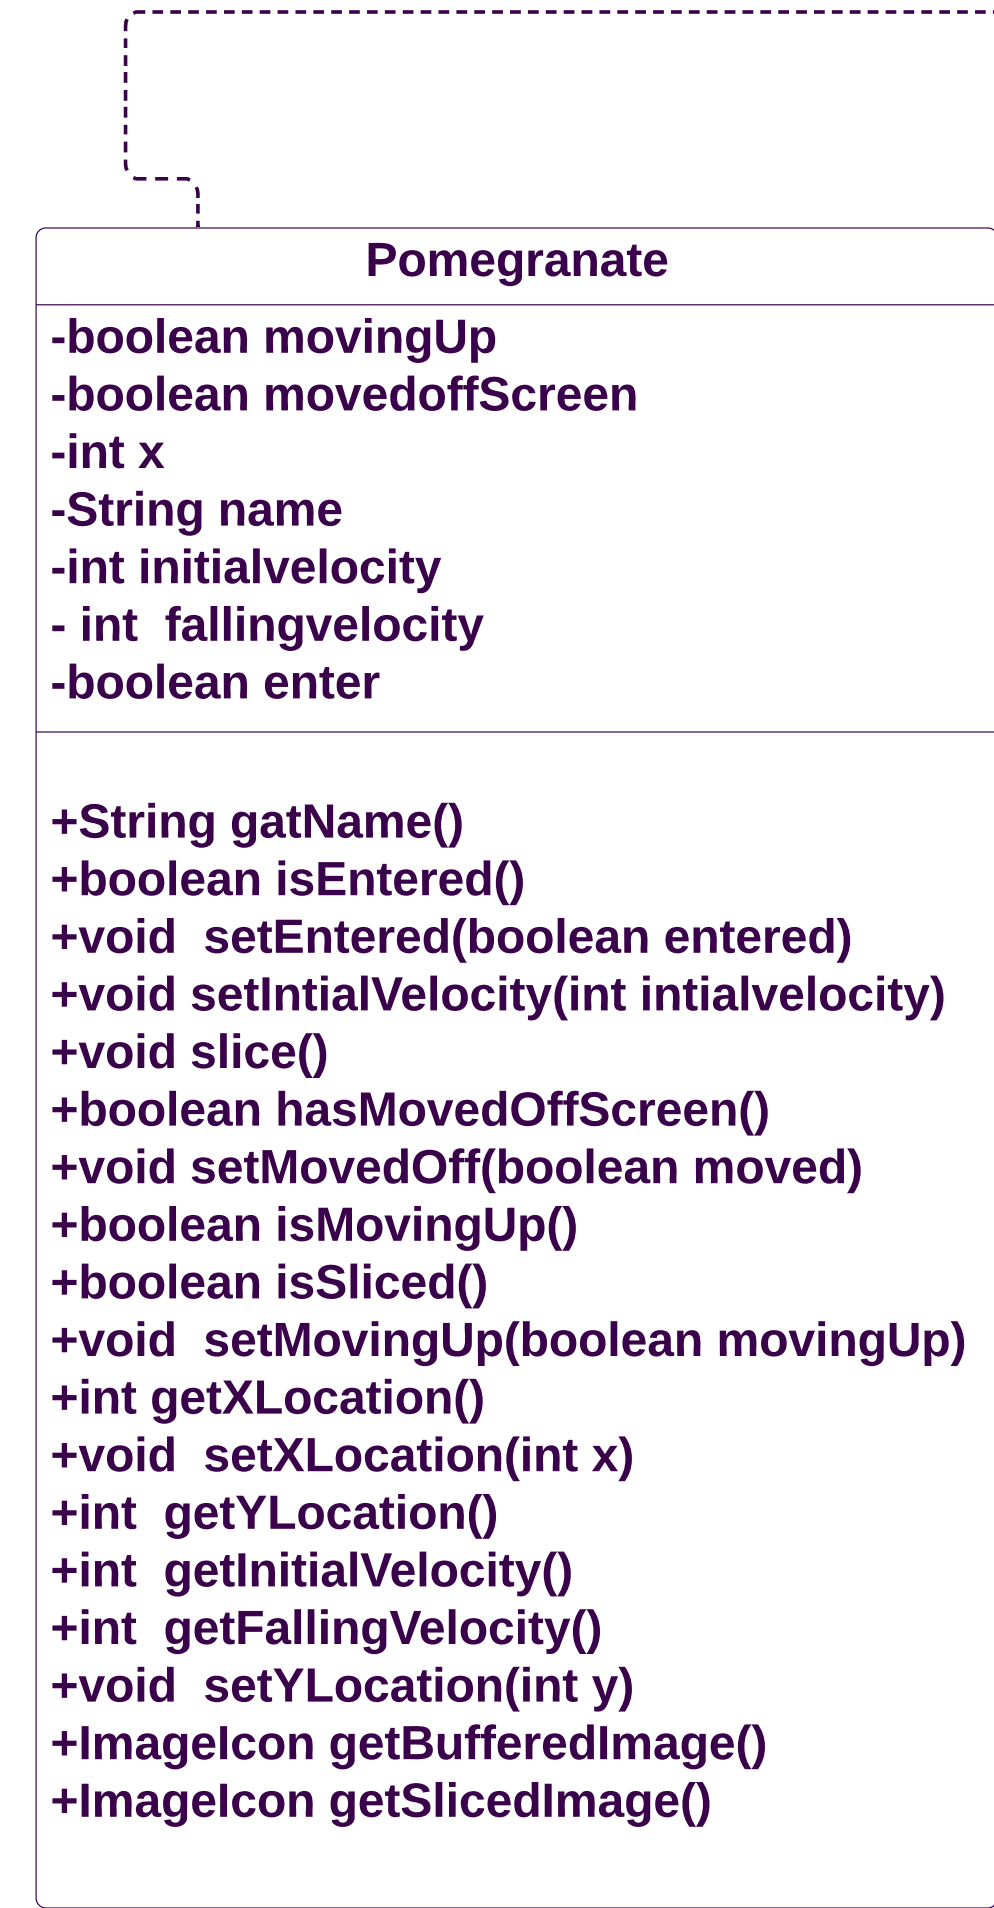 Pomegranate
-boolean movingUp
-boolean movedoffScreen
-int x
-String name
-int initialvelocity
- int  fallingvelocity
-boolean enter
+String gatName()
+boolean isEntered()
+void  setEntered(boolean entered)
+void setIntialVelocity(int intialvelocity)
+void slice()
+boolean hasMovedOffScreen()
+void setMovedOff(boolean moved)
+boolean isMovingUp()
+boolean isSliced()
+void  setMovingUp(boolean movingUp)
+int getXLocation()
+void  setXLocation(int x)
+int  getYLocation()
+int  getInitialVelocity()
+int  getFallingVelocity()
+void  setYLocation(int y)
+ImageIcon getBufferedImage()
+ImageIcon getSlicedImage()